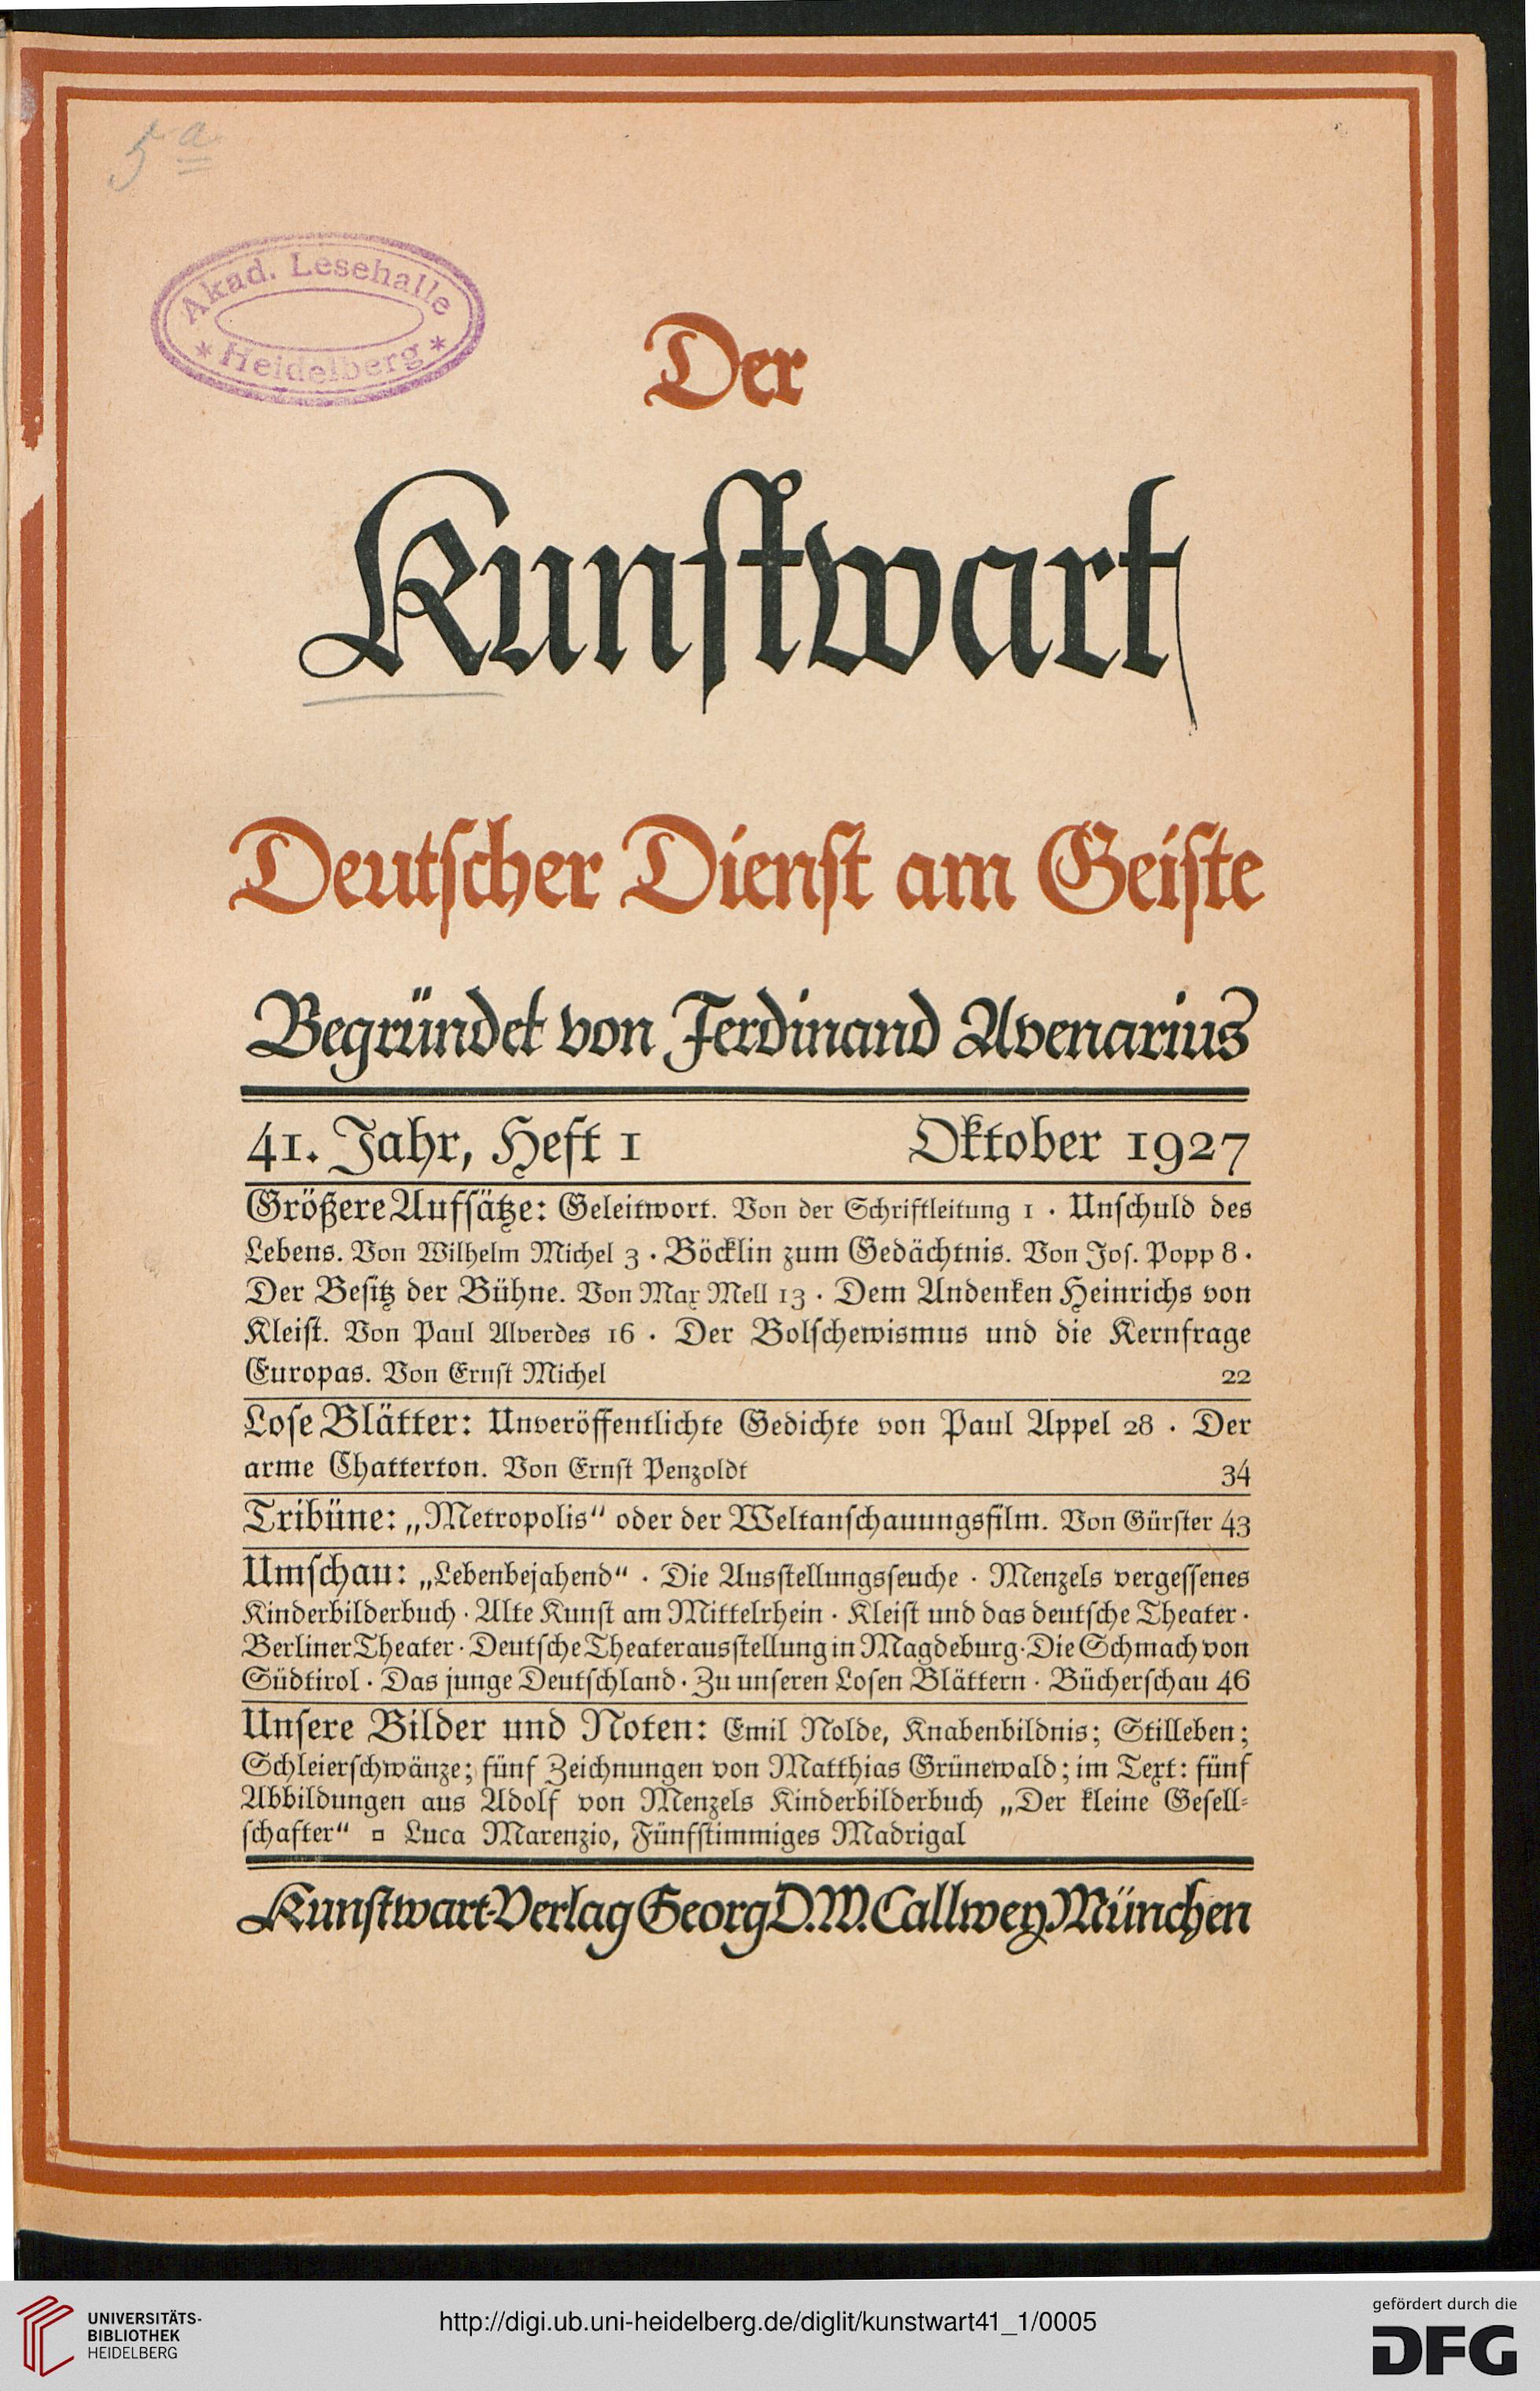 5 a
Akad. Lesehalle
* Heidelberg *
Der
Kunstwart
Deutscher Dienst am Geiste
Begründet von Ferdinand Avenarius
41. Jahr, Heft 1 Oktober 1927
Größere Aufsätze: Geleitwort. Von der Schriftleitung 1 · Unschuld des
Lebens. Von Wilhelm Michel 3 · Böcklin zum Gedächtnis. Von Jos. Popp 8 ·
Der Besitz der Bühne. Von Max Mell 13 · Dem Andenken Heinrichs von
Kleist. Von Paul Alverdes 16 · Der Bolschewismus und die Kernfrage
Europas. Von Ernst Michel 22
Lose Blätter: Unveröffentlichte Gedichte von Paul Appel 28 · Der
arme Chatterton. Von Ernst Penzoldt 34
Tribüne: „Metropolis“ oder der Weltanschauungsfilm. Von Gürster 43
Umschau: „Lebenbejahend“ · Die Ausstellungsseuche · Menzels vergessenes
Kinderbilderbuch · Alte Kunst am Mittelrhein · Kleist und das deutsche Theater ·
Berliner Theater · Deutsche Theaterausstellung in Magdeburg · Die Schmach von
Südtirol · Das junge Deutschland · Zu unseren Losen Blättern · Bücherschau 46
Unsere Bilder und Noten: Emil Nolde, Knabenbildnis; Stilleben;
Schleierschwänze; fünf Zeichnungen von Matthias Grünewald; im Text: fünf
Abbildungen aus Adolf von Menzels Kinderbilderbuch „Der kleine Gesell-
schafter“ ▫ Luca Marenzio, Fünfstimmiges Madrigal
Kunstwart-Verlag Georg D. W. Callwey München
UNIVERSITÄTS-
BIBLIOTHEK
HEIDELBERG
http://digi.ub.uni-heidelberg.de/diglit/kunstwart41_1/0005
gefördert durch die
DFG